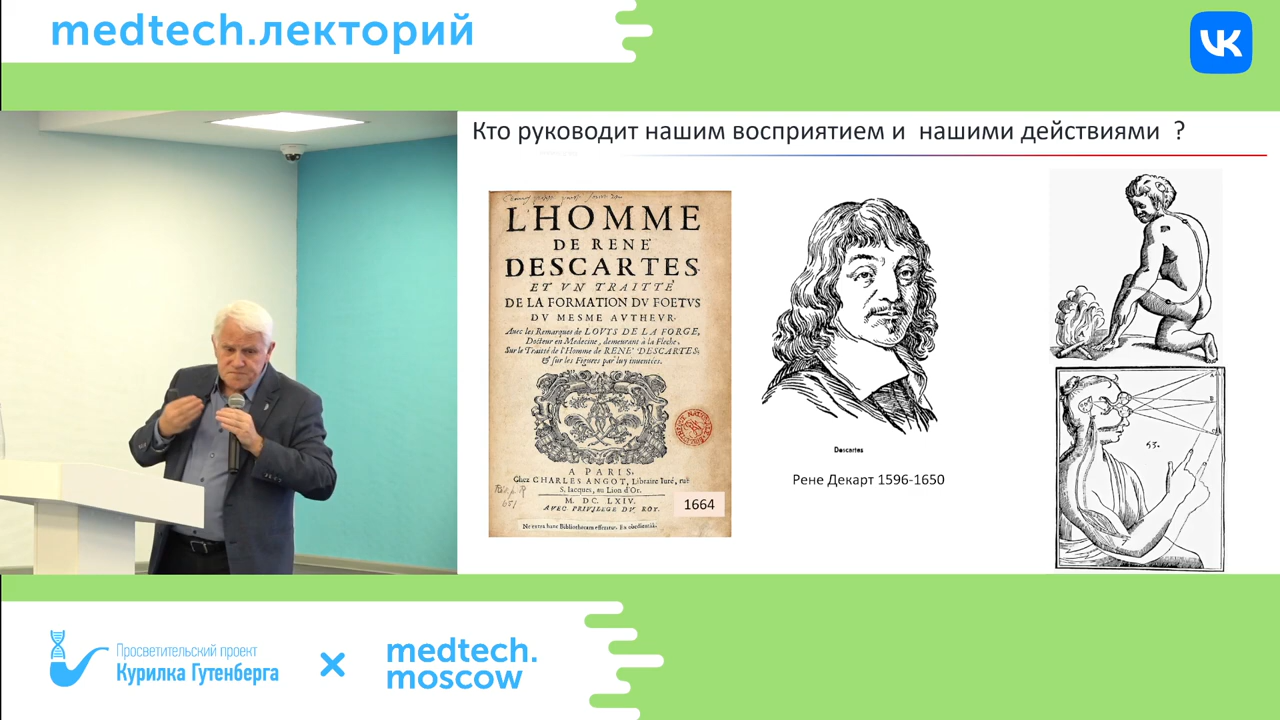 medtech.лекторий
VK
Кто руководит нашим восприятием и нашими действиями ?
L'HOMME
DE RENE
DESCARTES
ET VN TRAITTÉ
DE LA FORMATION DV FOETVS
DV MESME AVTHEVR.
Avec les Remarques de LOVYS DE LA FORGE,
Docteur en Medecine, demeurant à la Fleche,
Sur le Traitté de l'Homme de RENE' DESCARTES;
& sur les Figures par luy inuentées.
A PARIS,
Chez CHARLES ANGOT, Libraire Iuré, ruë
S. Iacques, au Lion d'Or.
M. DC. LXIV.
AVEC PRIVILEGE DV ROY.
1664
Descartes
Рене Декарт 1596-1650
53.
Просветительский проект
Курилка Гутенберга
medtech.
moscow